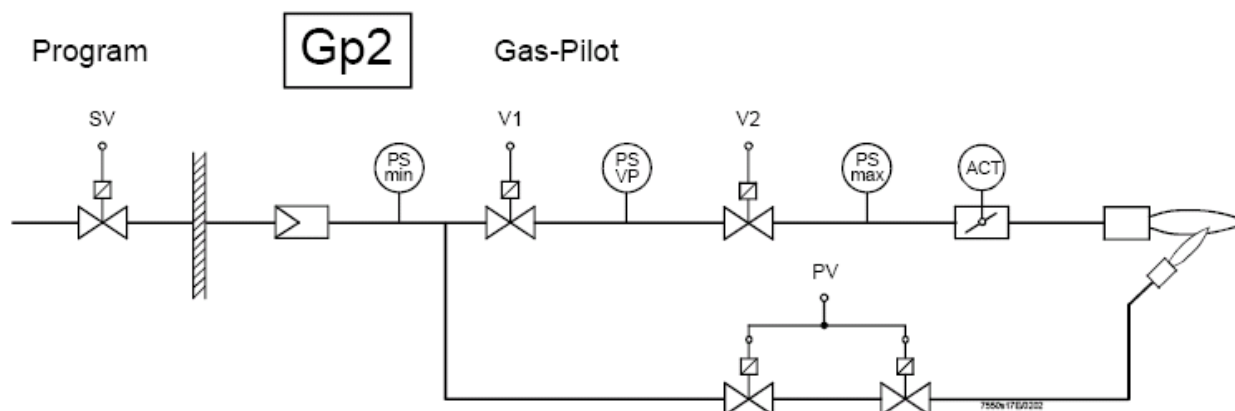 Program
Gp2
Gas-Pilot
SV
V1
V2
PS
min
PS
VP
PS
max
ACT
PV
7550s17E/0202